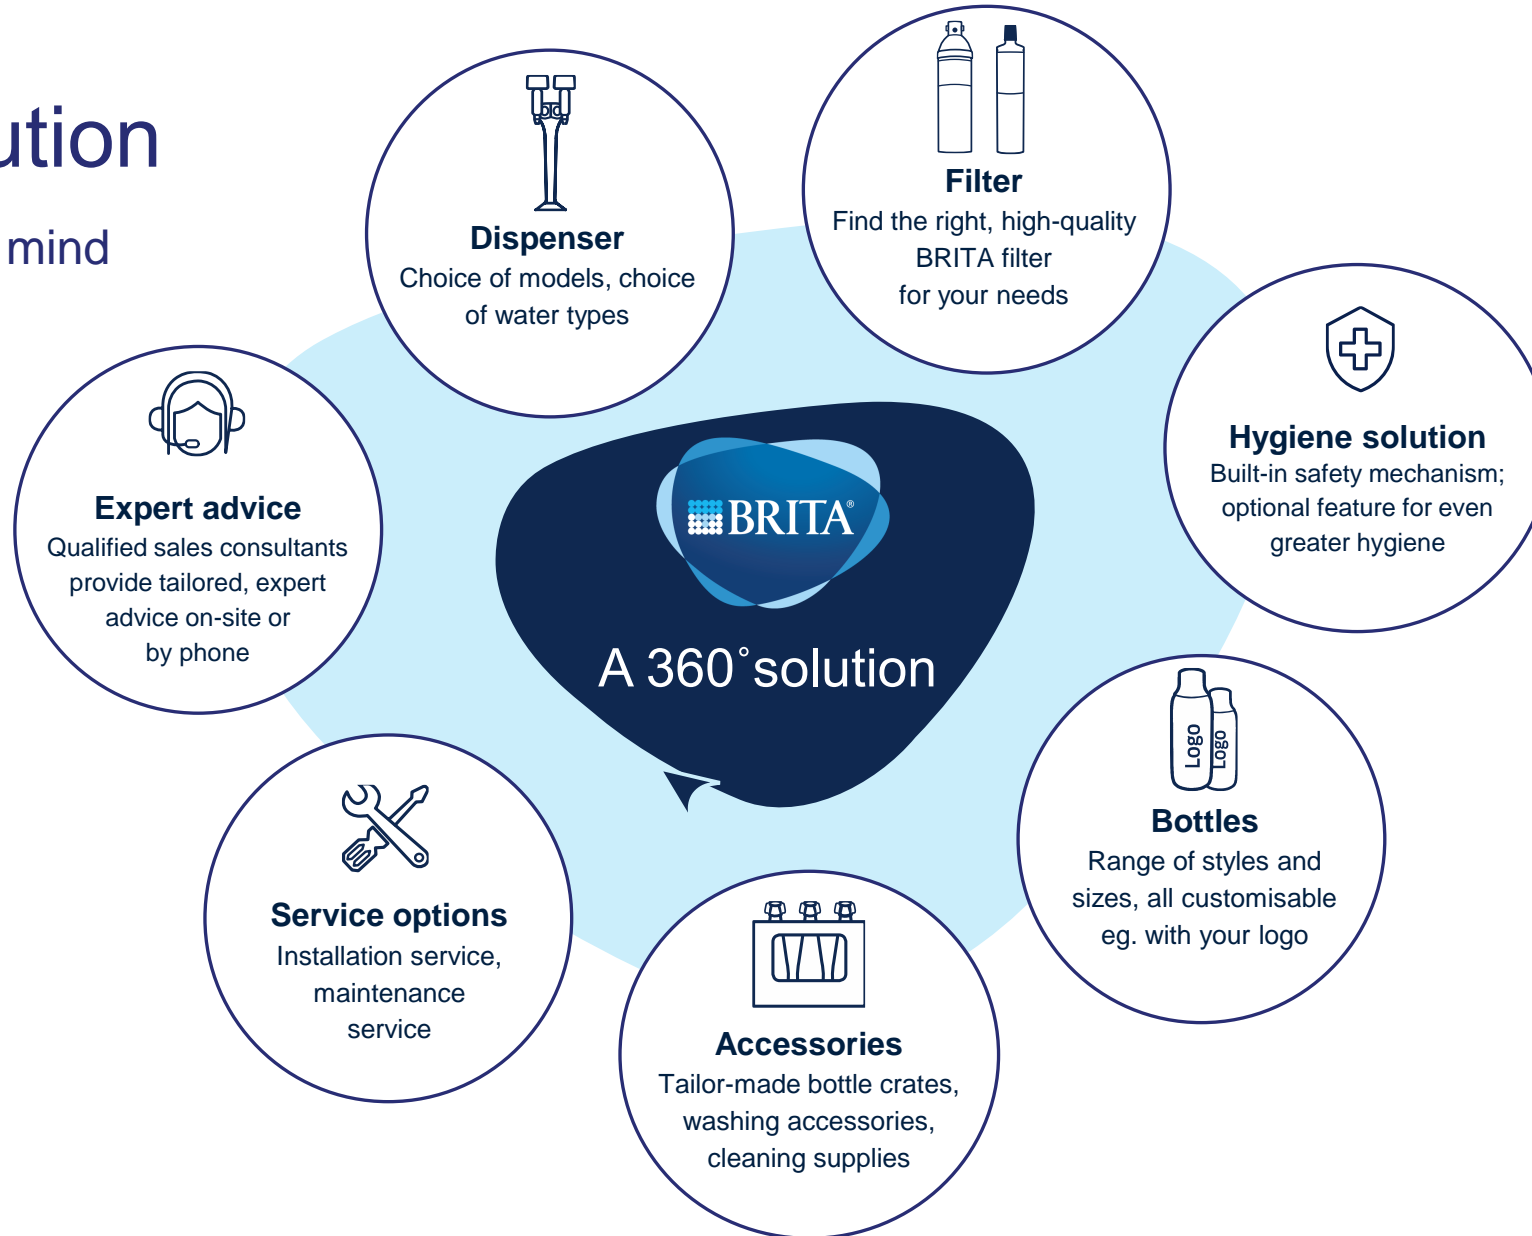 ution
mind
Dispenser
Choice of models, choice
of water types
Filter
Find the right, high-quality
BRITA filter
for your needs
Hygiene solution
Built-in safety mechanism;
optional feature for even
greater hygiene
Expert advice
Qualified sales consultants
provide tailored, expert
advice on-site or
by phone
BRITA®
A 360°solution
Logo
Logo
Bottles
Range of styles and
sizes, all customisable
eg. with your logo
Service options
Installation service,
maintenance
service
Accessories
Tailor-made bottle crates,
washing accessories,
cleaning supplies